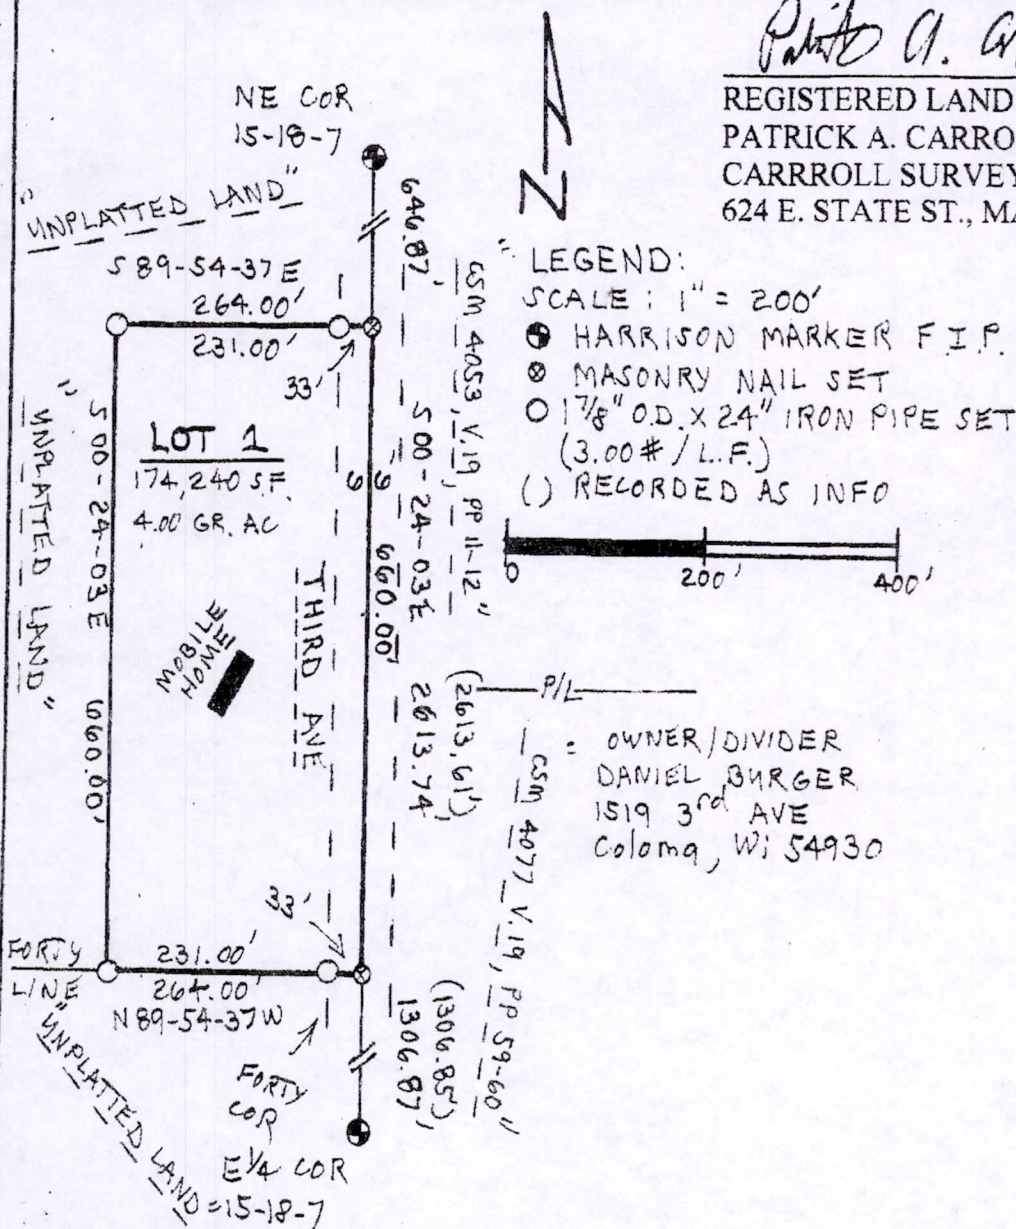 REGISTERED LAND
PATRICK A. CARRO
CARRROLL SURVEY
624 E. STATE ST., MA
NE COR
15-18-7
"UNPLATTED LAND"
S 89-54-37 E
264.00'
231.00'
33'
LOT 1
174,240 S.F.
4.00 GR. AC
"UNPLATTED LAND"
S 00-24-03 E 660.00'
MOBILE
HOME
THIRD AVE
66'
646.87' S 00-24-03E 2613.74' 1306.87'
660.00'
(2613.61')
(1306.85')
"CSM 4053, V.19, PP 11-12"
"CSM 4077 V.19, PP 59-60"
33'
FORTY
LINE
231.00'
264.00'
N 89-54-37 W
"UNPLATTED LAND"
FORTY
COR
E 1/4 COR
15-18-7
N
LEGEND:
SCALE: 1" = 200'
HARRISON MARKER F.I.P.
MASONRY NAIL SET
1 7/8" O.D. X 24" IRON PIPE SET
(3.00 # / L.F.)
( ) RECORDED AS INFO
0 200' 400'
P/L
OWNER/DIVIDER
DANIEL BURGER
1519 3rd AVE
Coloma, Wi 54930